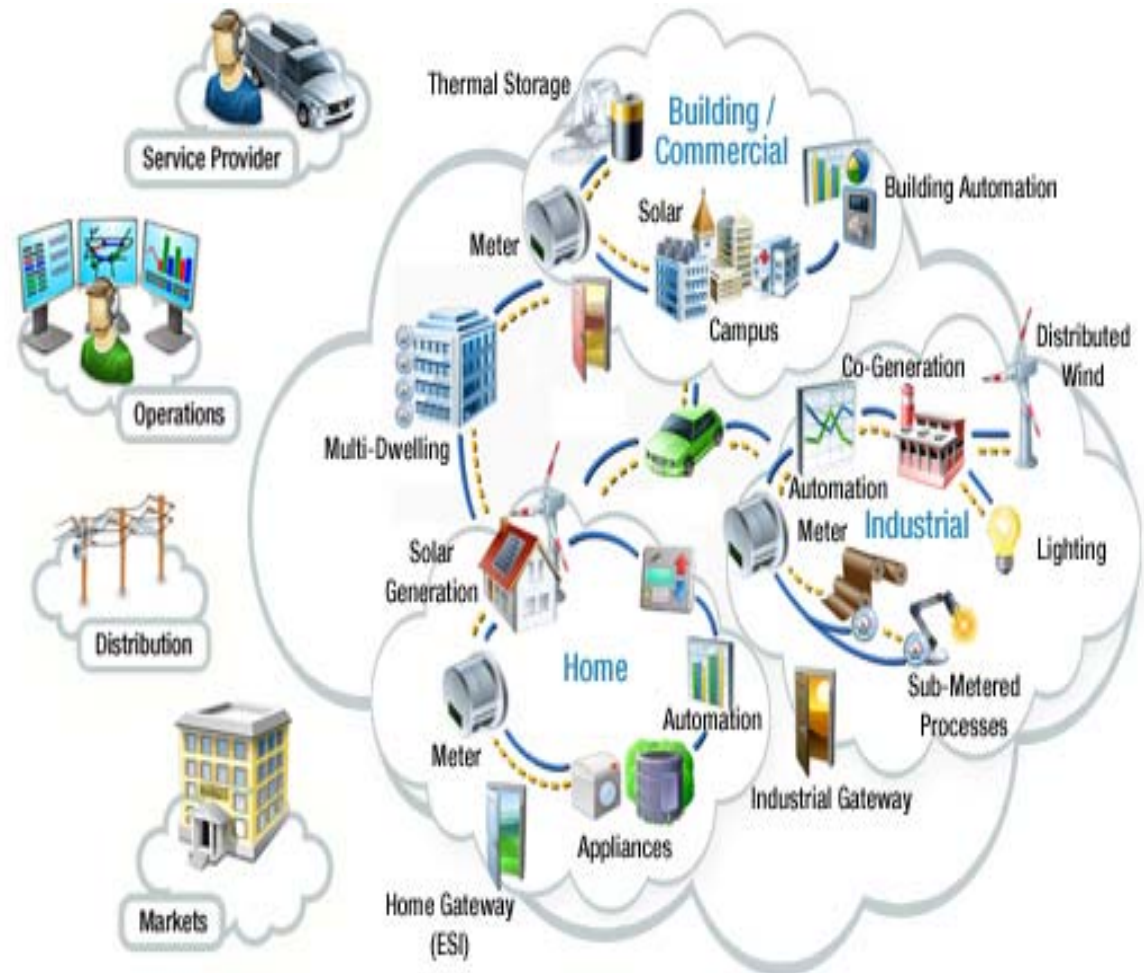 Service Provider
Operations
Distribution
Markets
Thermal Storage
Building /
Commercial
Building Automation
Solar
Meter
Campus
Multi-Dwelling
Co-Generation
Distributed
Wind
Automation
Meter
Industrial
Lighting
Sub-Metered
Processes
Industrial Gateway
Solar
Generation
Home
Automation
Meter
Appliances
Home Gateway
(ESI)